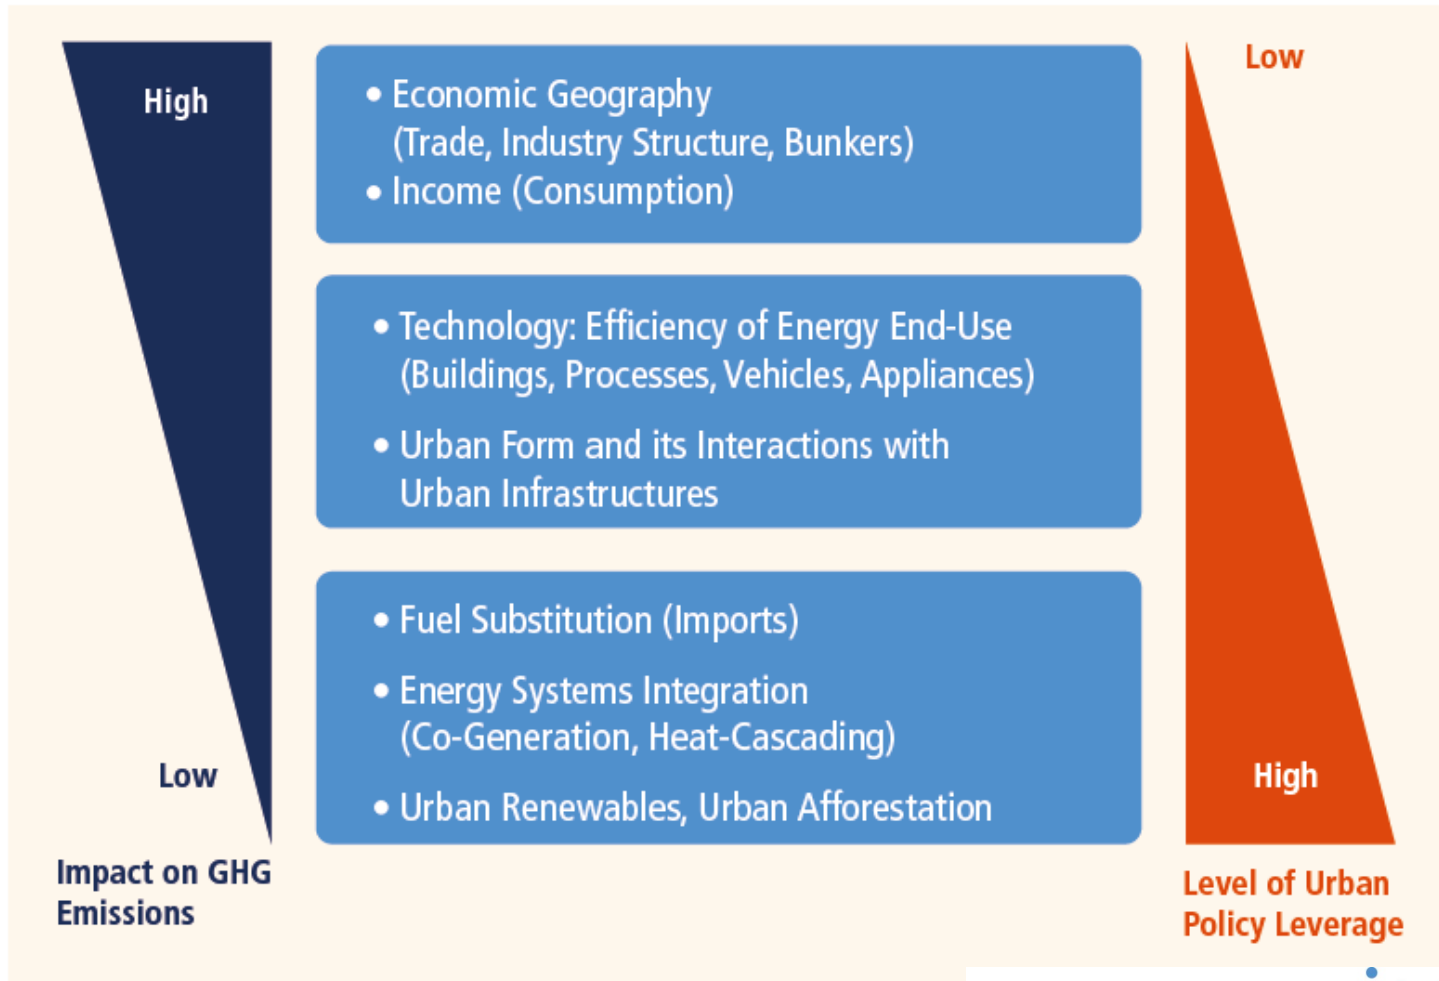 High
Low
Impact on GHG
Emissions
• Economic Geography
(Trade, Industry Structure, Bunkers)
• Income (Consumption)
• Technology: Efficiency of Energy End-Use
(Buildings, Processes, Vehicles, Appliances)
• Urban Form and its Interactions with
Urban Infrastructures
• Fuel Substitution (Imports)
• Energy Systems Integration
(Co-Generation, Heat-Cascading)
• Urban Renewables, Urban Afforestation
Low
High
Level of Urban
Policy Leverage